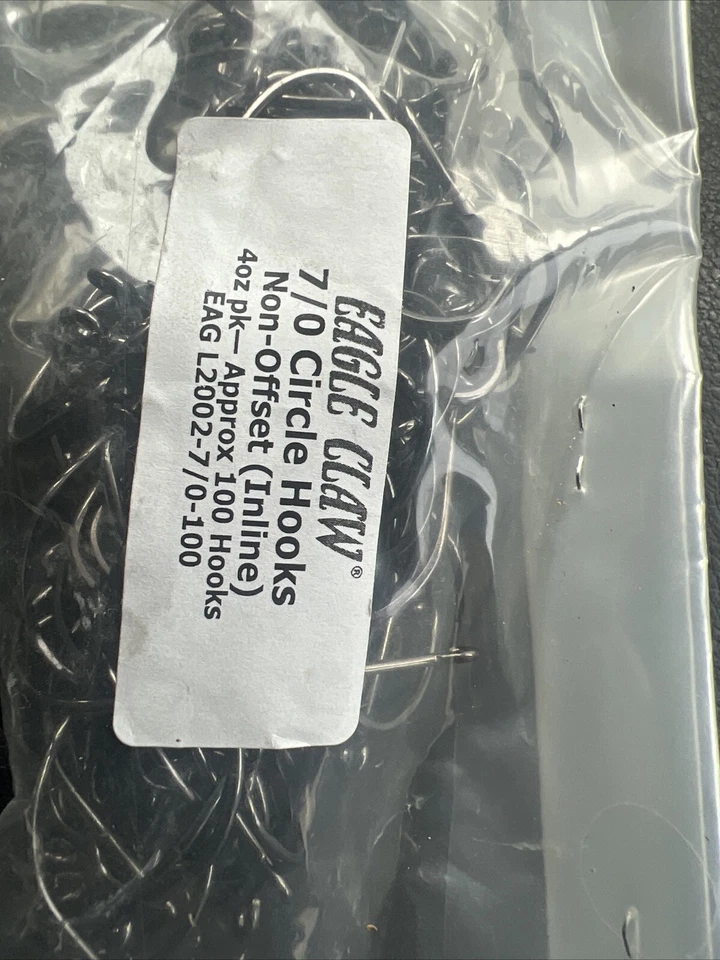 EAGLE CLAW®
7/0 Circle Hooks
Non-Offset (Inline)
4oz pk— Approx 100 Hooks
EAG L2002-7/0-100